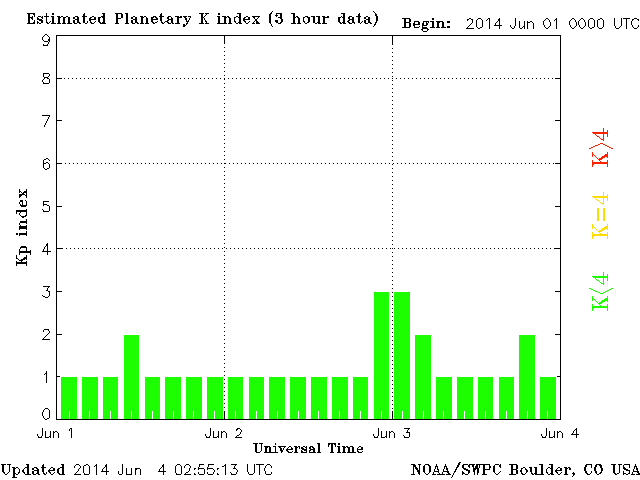 Estimated Planetary K index (3 hour data)
Begin: 2014 Jun 01 0000 UTC
9
8
7
6
5
4
3
2
1
0
Kp index
K>4
K=4
K<4
Jun 1
Jun 2
Jun 3
Jun 4
Universal Time
Updated 2014 Jun 4 02:55:13 UTC
NOAA/SWPC Boulder, CO USA